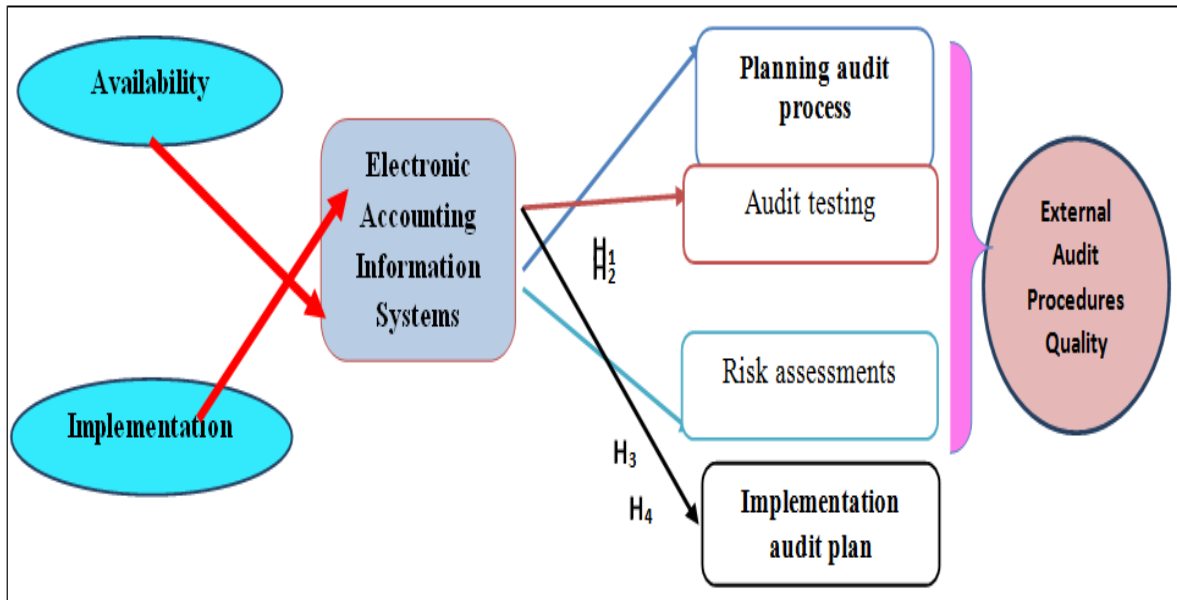 Availability
Implementation
Electronic
Accounting
Information
Systems
H₁
H₂
H₃
H₄
Planning audit
process
Audit testing
Risk assessments
Implementation
audit plan
External
Audit
Procedures
Quality